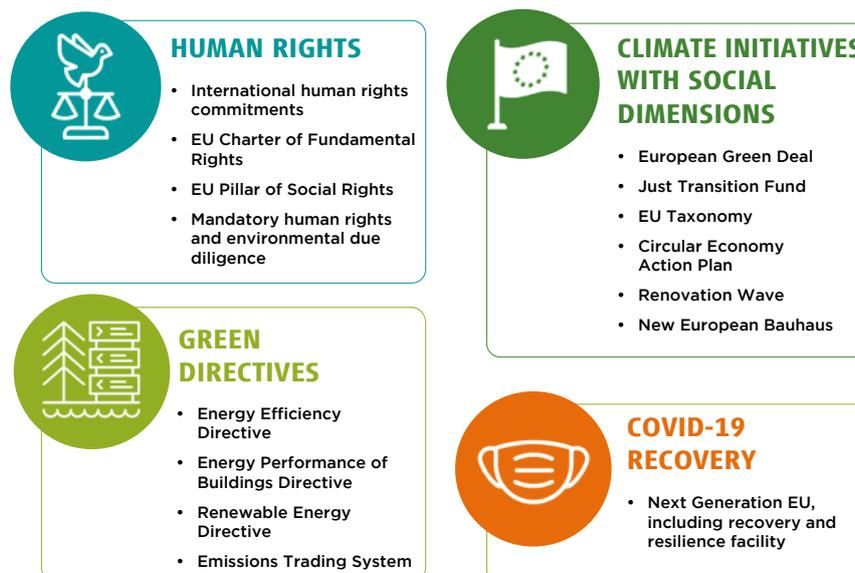 HUMAN RIGHTS
• International human rights
commitments
• EU Charter of Fundamental
Rights
• EU Pillar of Social Rights
• Mandatory human rights
and environmental due
diligence
GREEN
DIRECTIVES
• Energy Efficiency
Directive
• Energy Performance of
Buildings Directive
• Renewable Energy
Directive
• Emissions Trading System
CLIMATE INITIATIVES
WITH SOCIAL
DIMENSIONS
• European Green Deal
• Just Transition Fund
• EU Taxonomy
• Circular Economy
Action Plan
• Renovation Wave
• New European Bauhaus
COVID-19
RECOVERY
• Next Generation EU,
including recovery and
resilience facility